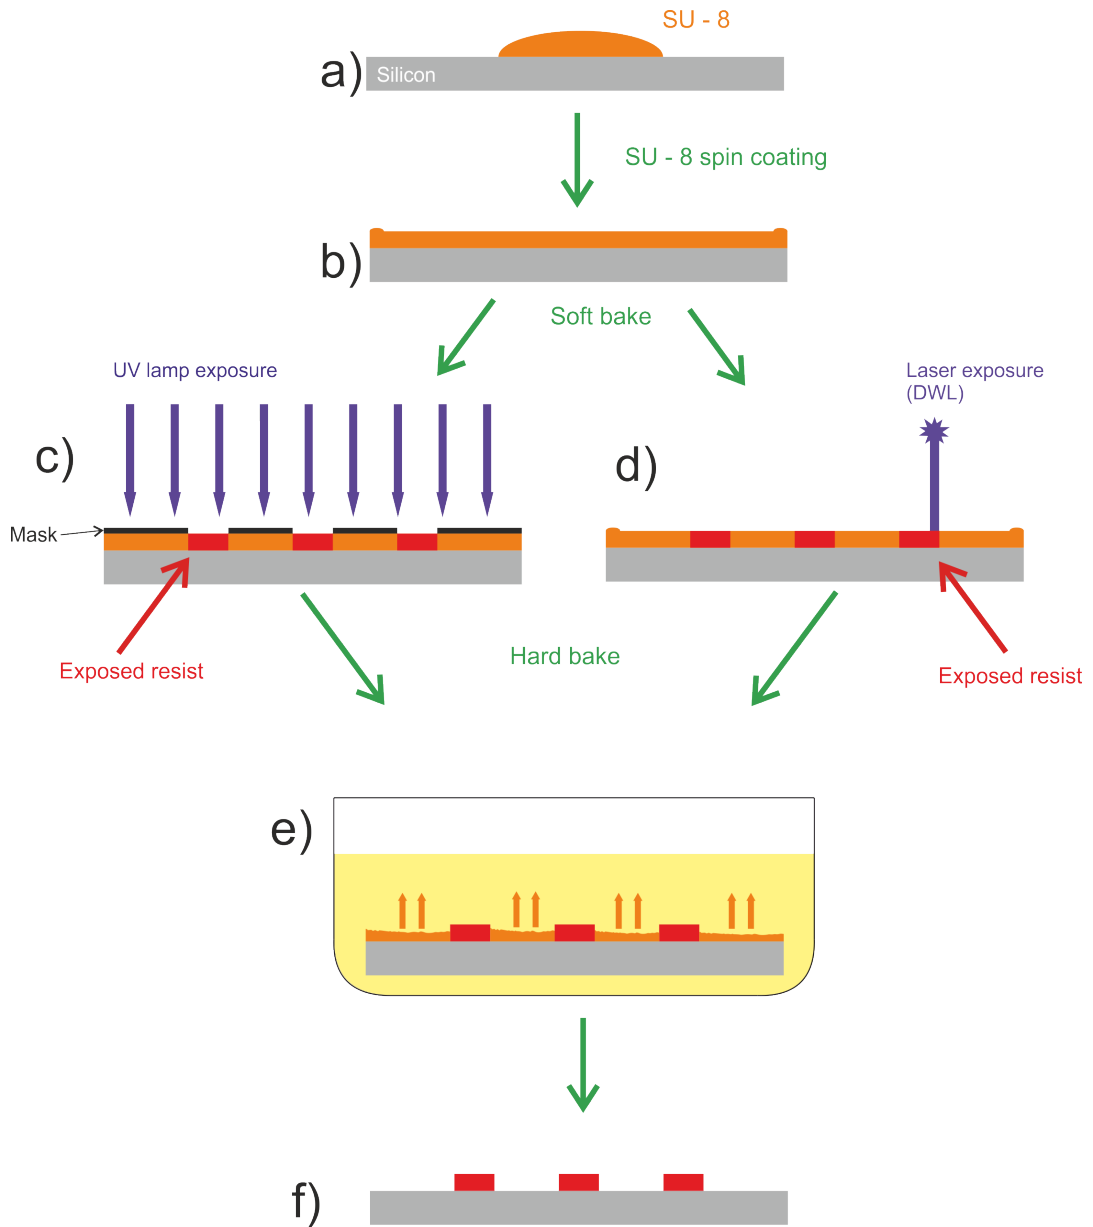 SU - 8
a)
Silicon
SU - 8 spin coating
b)
Soft bake
UV lamp exposure
Laser exposure
(DWL)
c)
d)
Mask
Exposed resist
Hard bake
Exposed resist
e)
f)